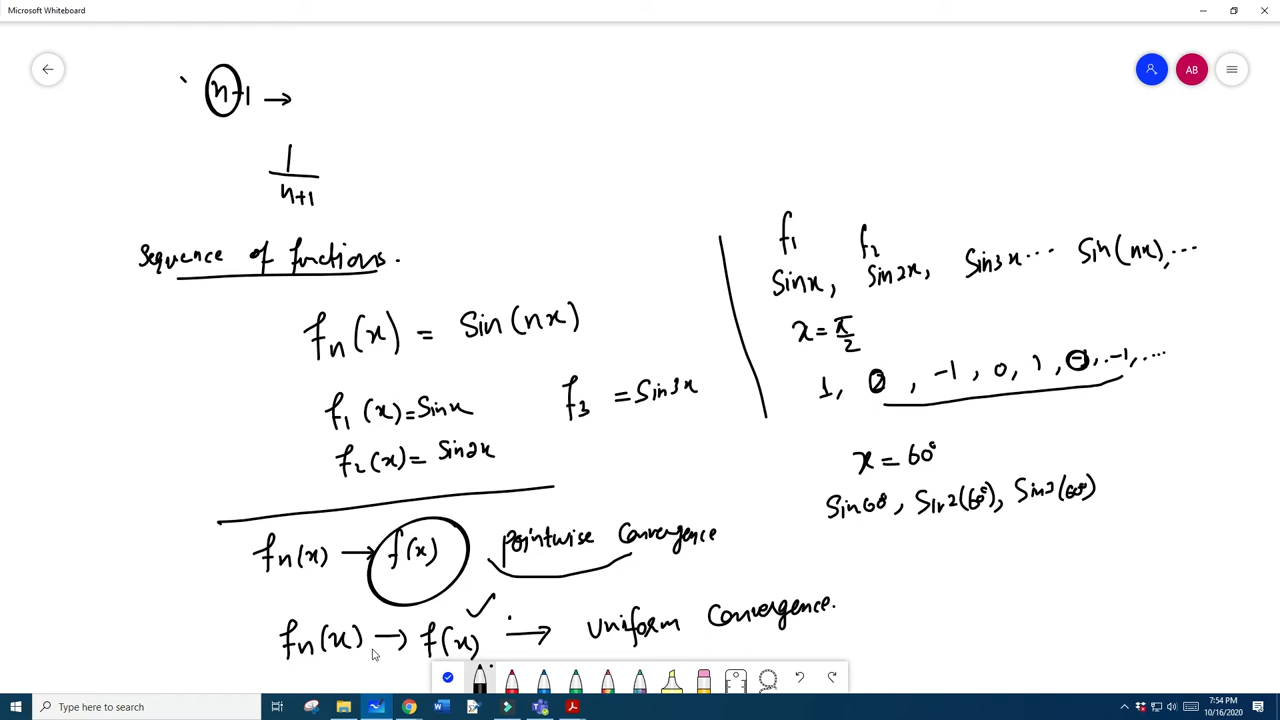 Microsoft Whiteboard
AB
n+1 →
1
n+1
Sequence of functions.
fn(x) = Sin(nx)
f1(x)=Sinx
f3 =Sin3x
f2(x)= Sin2x
fn(x) → f(x) pointwise Convergence
fn(x) → f(x) ✓ → Uniform Convergence.
f1 f2
Sinx, Sin2x, Sin3x... Sin(nx),...
x = π/2
1, 0, -1, 0, 1, , -1, ....
x = 60°
Sin60°, Sin2(60°), Sin3(60°)
Type here to search
7:54 PM
10/16/2020